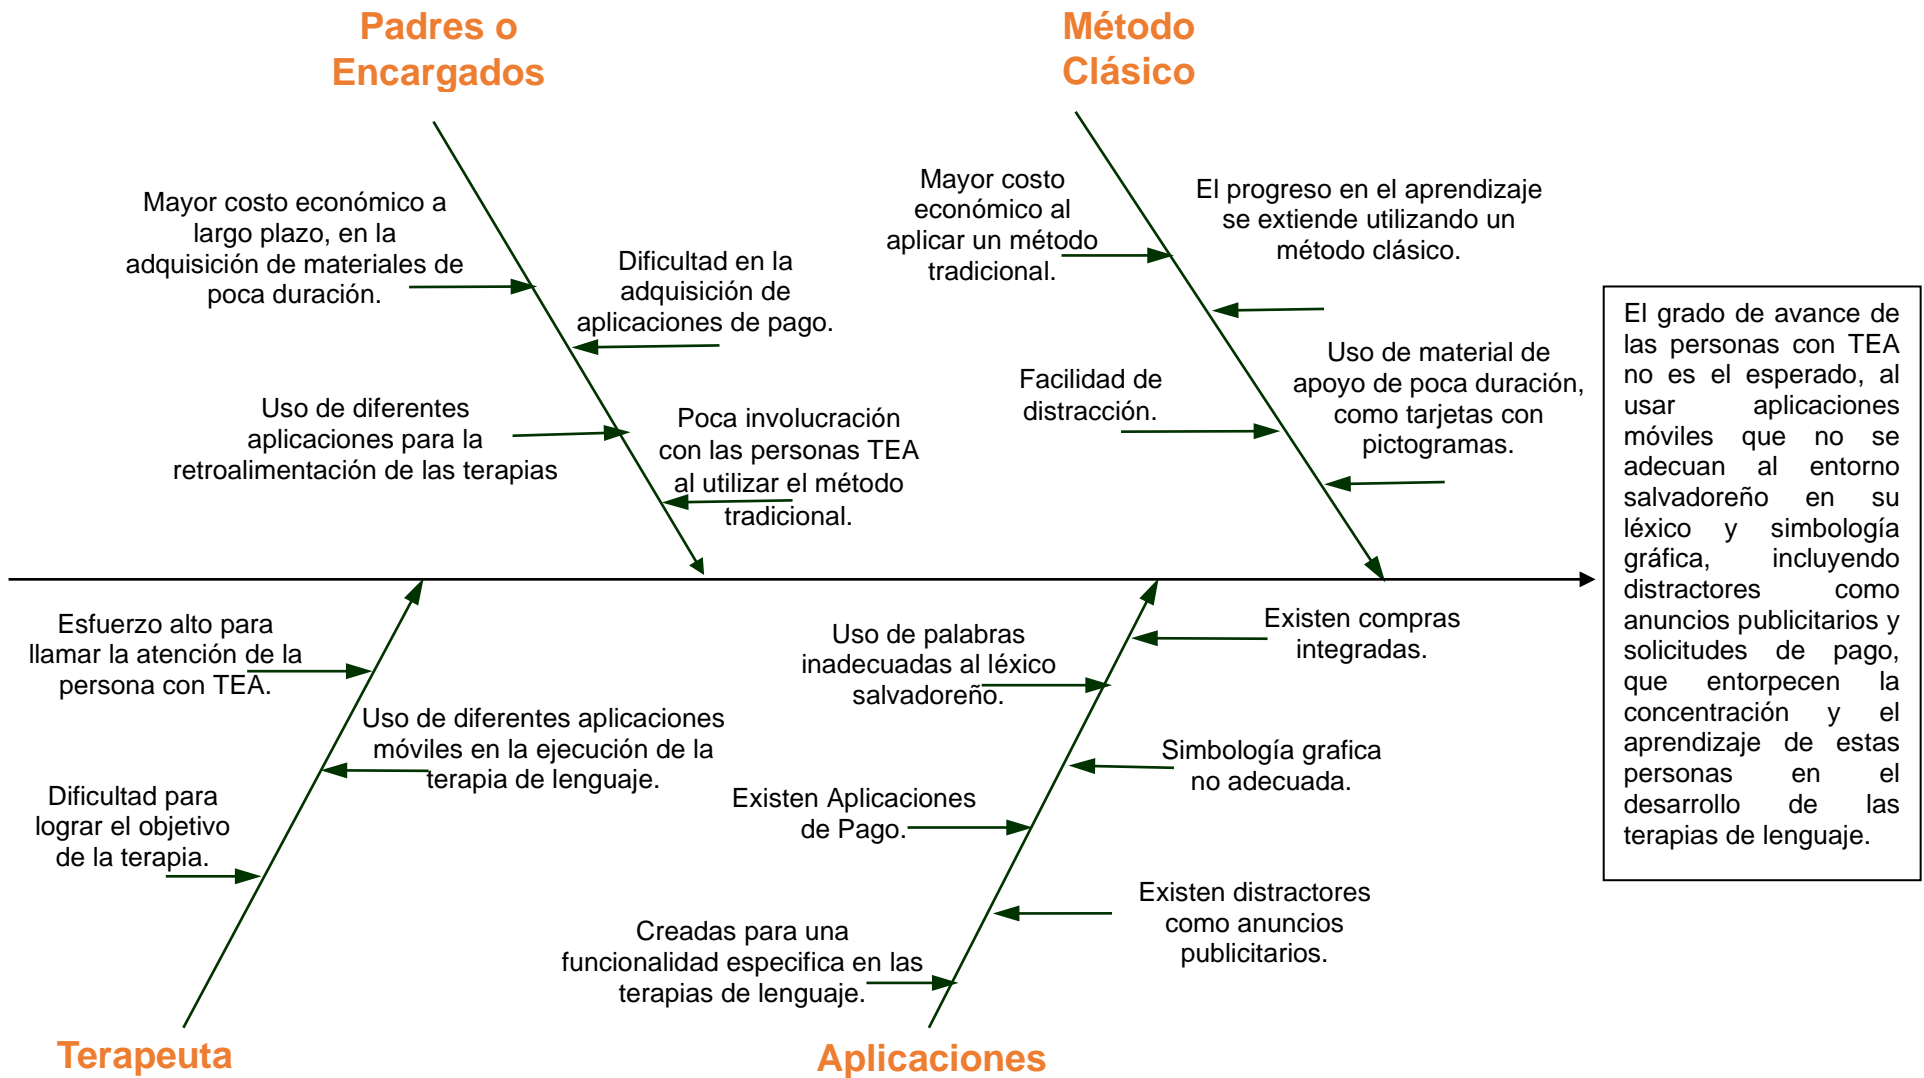 Padres o
Encargados
Mayor costo económico a
largo plazo, en la
adquisición de materiales de
poca duración.
Dificultad en la
adquisición de
aplicaciones de pago.
Uso de diferentes
aplicaciones para la
retroalimentación de las terapias
Poca involucración
con las personas TEA
al utilizar el método
tradicional.
Método
Clásico
Mayor costo
económico al
aplicar un método
tradicional.
El progreso en el aprendizaje
se extiende utilizando un
método clásico.
Facilidad de
distracción.
Uso de material de
apoyo de poca duración,
como tarjetas con
pictogramas.
El grado de avance de
las personas con TEA
no es el esperado, al
usar aplicaciones
móviles que no se
adecuan al entorno
salvadoreño en su
léxico y simbología
gráfica, incluyendo
distractores como
anuncios publicitarios y
solicitudes de pago,
que entorpecen la
concentración y el
aprendizaje de estas
personas en el
desarrollo de las
terapias de lenguaje.
Esfuerzo alto para
llamar la atención de la
persona con TEA.
Uso de diferentes aplicaciones
móviles en la ejecución de la
terapia de lenguaje.
Dificultad para
lograr el objetivo
de la terapia.
Terapeuta
Uso de palabras
inadecuadas al léxico
salvadoreño.
Existen compras
integradas.
Simbología grafica
no adecuada.
Existen Aplicaciones
de Pago.
Existen distractores
como anuncios
publicitarios.
Creadas para una
funcionalidad especifica en las
terapias de lenguaje.
Aplicaciones